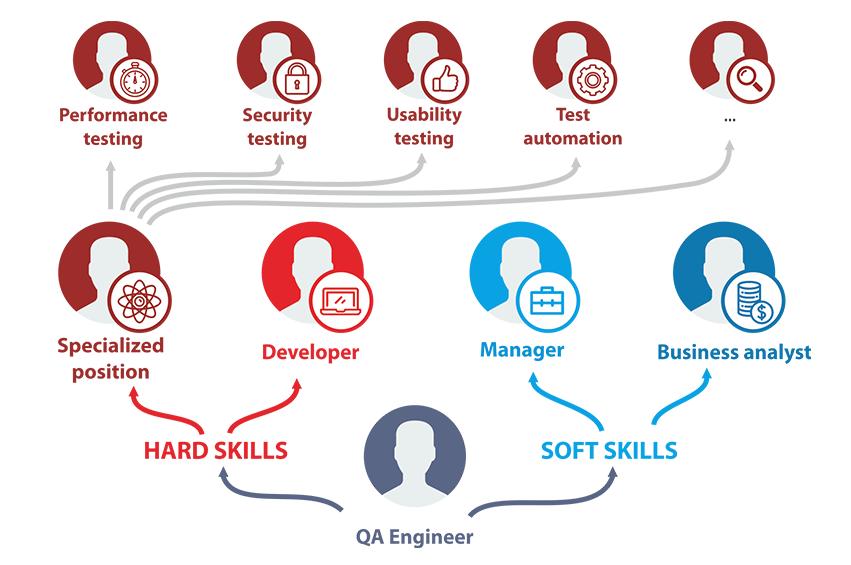 Performance
testing
Security
testing
Usability
testing
Test
automation
...
Specialized
position
Developer
Manager
Business analyst
HARD SKILLS
SOFT SKILLS
QA Engineer